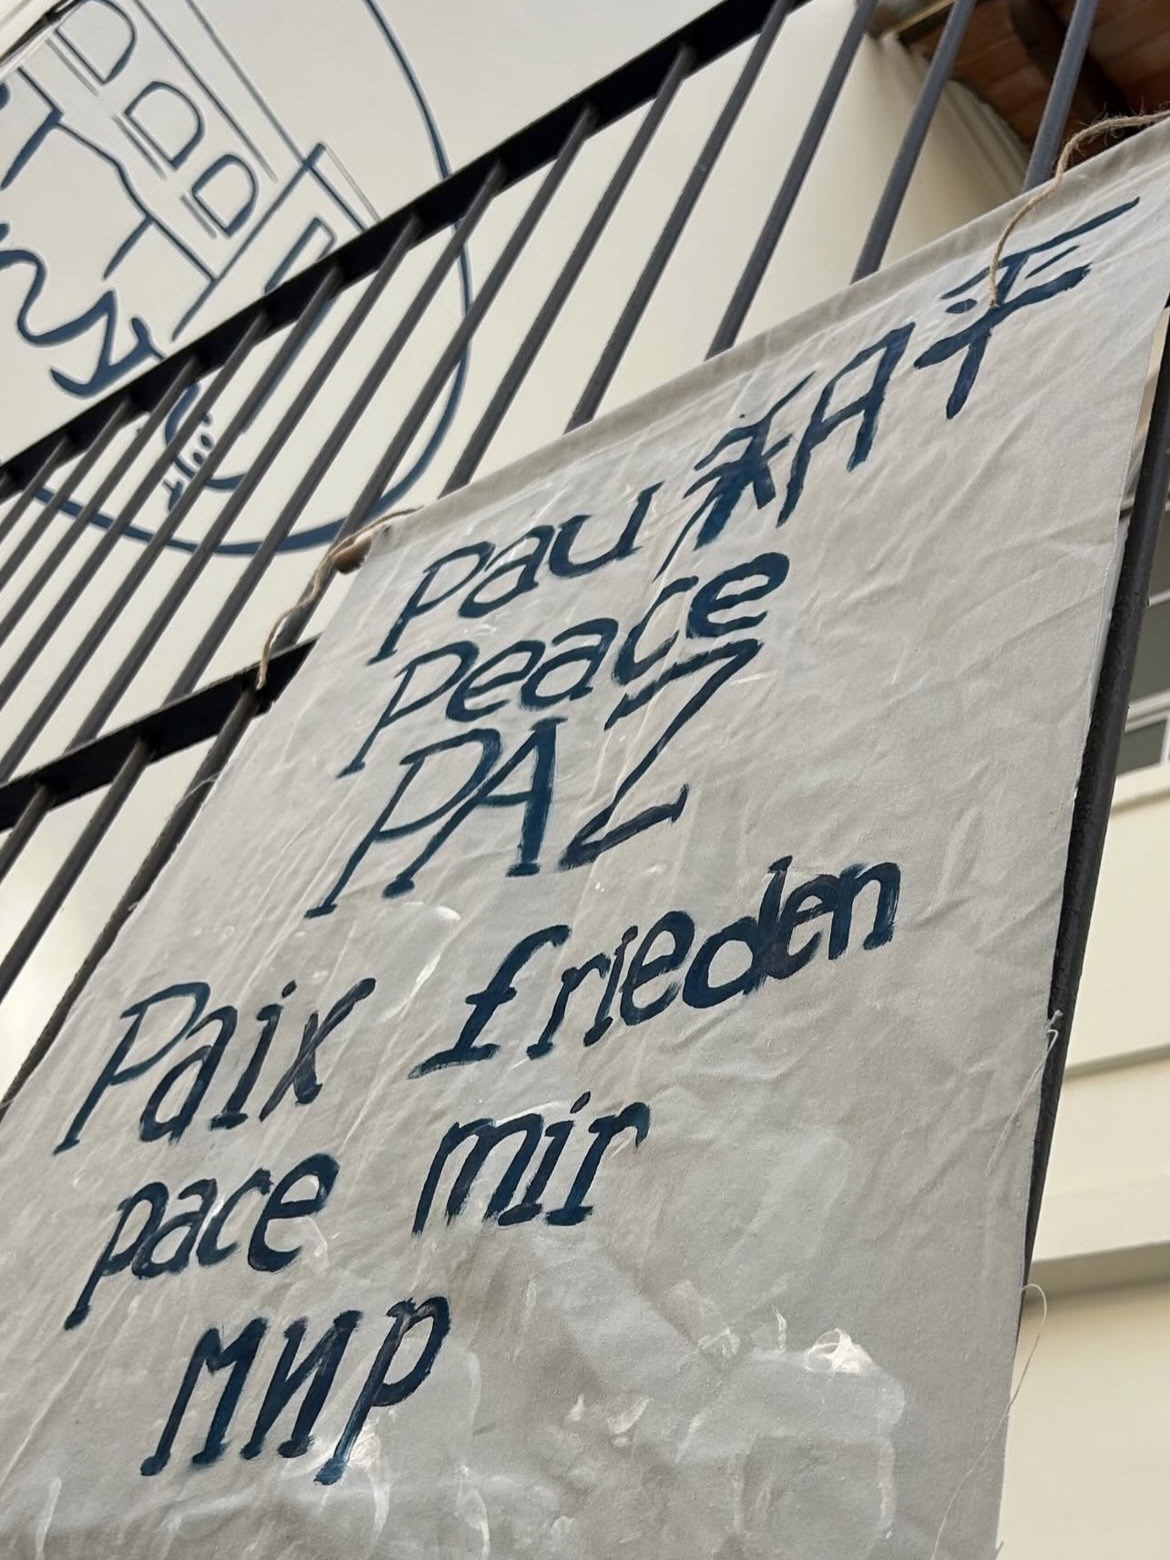 pau 和平
peace
PAZ
Paix frieden
pace mir
мир